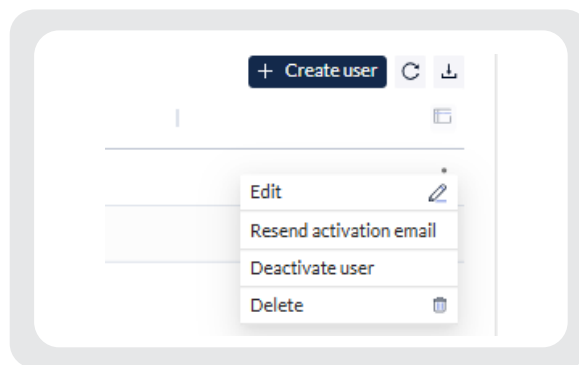 + Create user
Edit
Resend activation email
Deactivate user
Delete